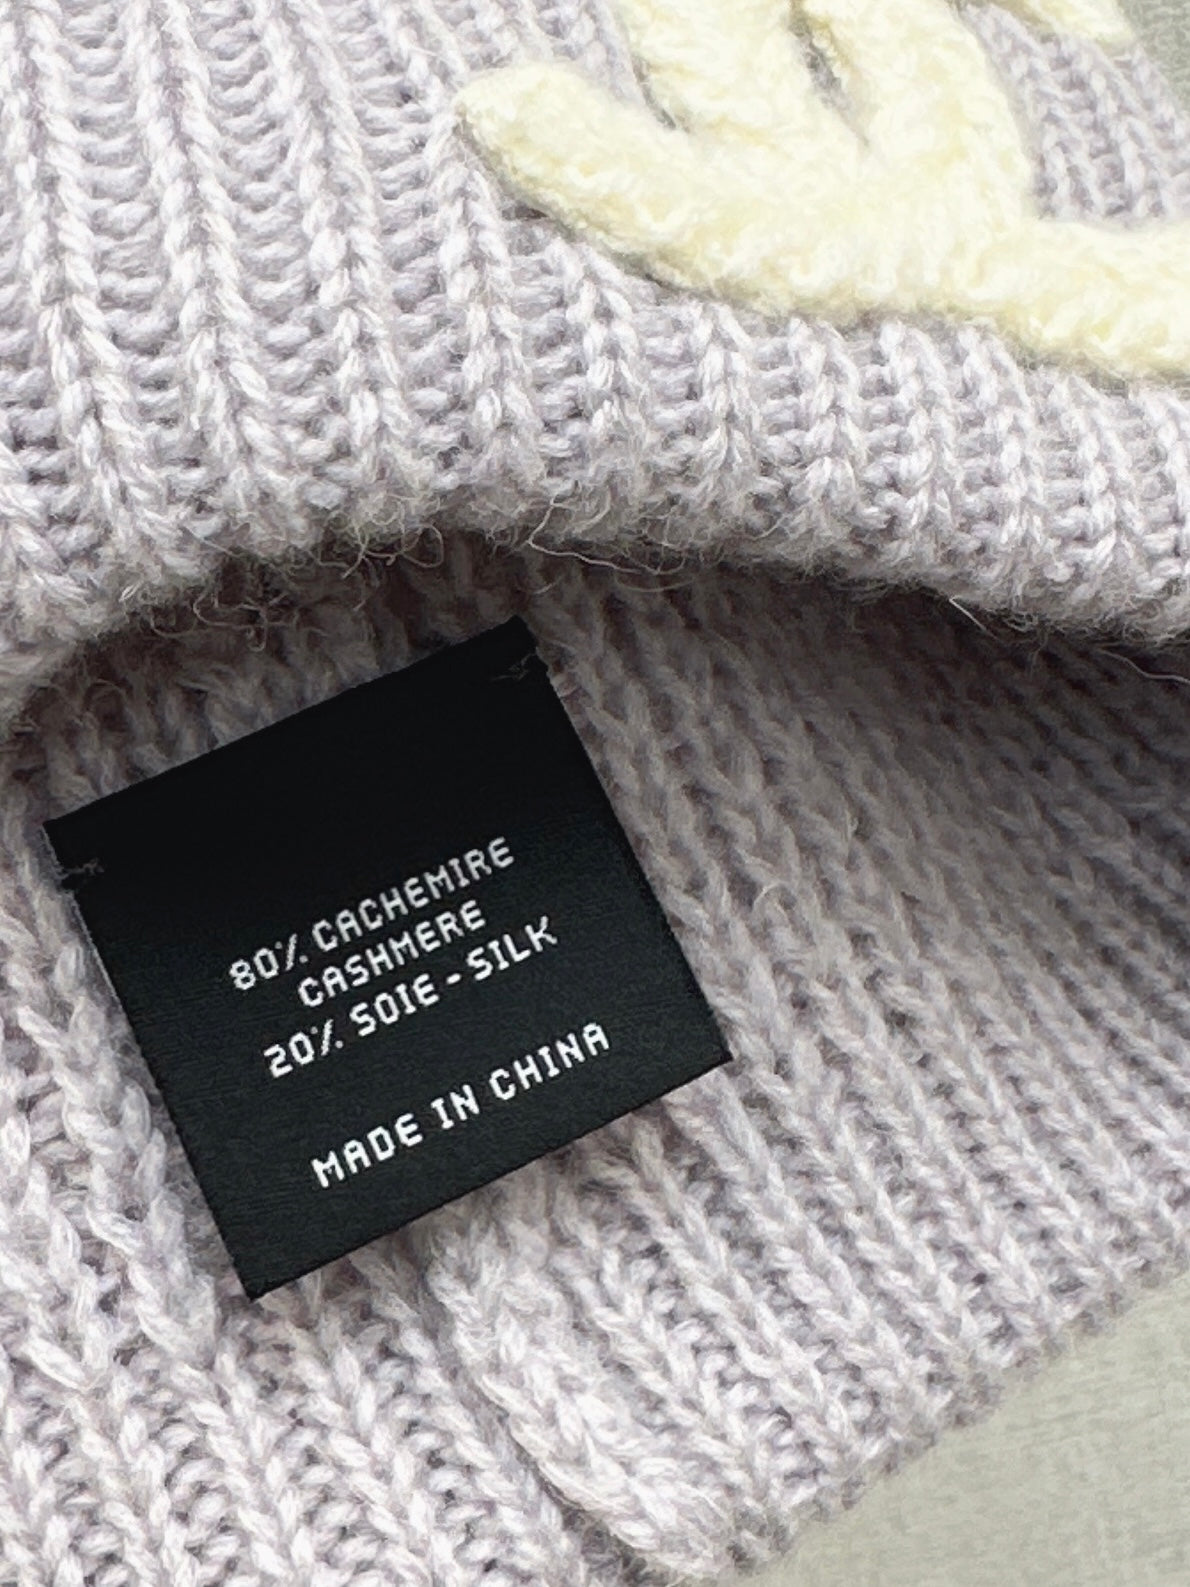 80% CACHEMIRE
CASHMERE
20% SOIE - SILK
MADE IN CHINA